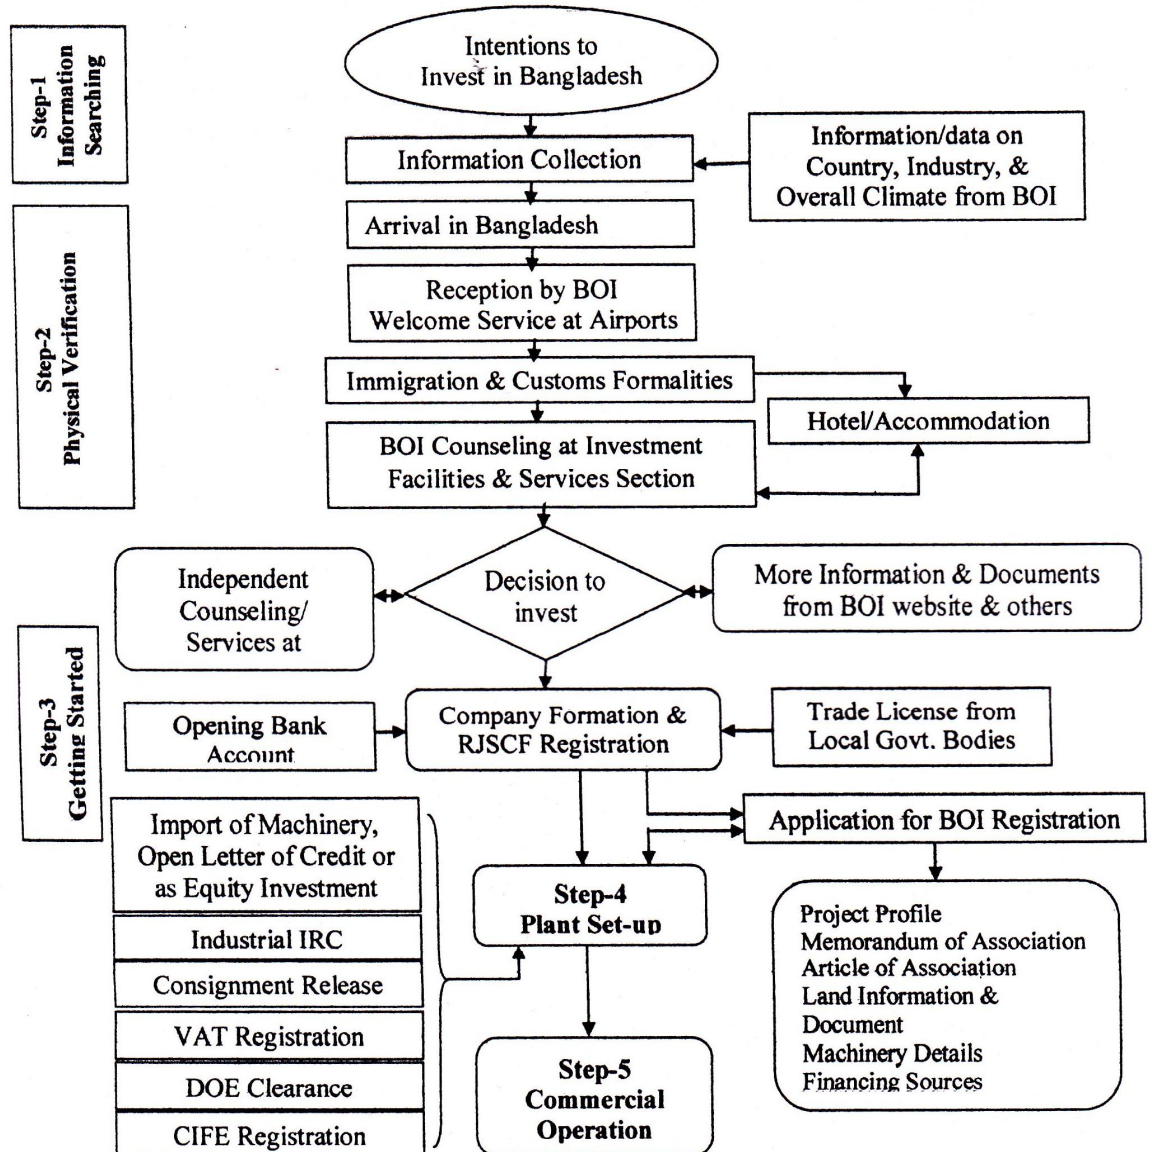 Step-1
Information
Searching
Intentions to
Invest in Bangladesh
Information Collection
Information/data on
Country, Industry, &
Overall Climate from BOI
Step-2
Physical Verification
Arrival in Bangladesh
Reception by BOI
Welcome Service at Airports
Immigration & Customs Formalities
Hotel/Accommodation
BOI Counseling at Investment
Facilities & Services Section
Independent
Counseling/
Services at
Decision to
invest
More Information & Documents
from BOI website & others
Step-3
Getting Started
Opening Bank
Account
Company Formation &
RJSCF Registration
Trade License from
Local Govt. Bodies
Application for BOI Registration
Import of Machinery,
Open Letter of Credit or
as Equity Investment
Industrial IRC
Consignment Release
VAT Registration
DOE Clearance
CIFE Registration
Step-4
Plant Set-up
Step-5
Commercial
Operation
Project Profile
Memorandum of Association
Article of Association
Land Information &
Document
Machinery Details
Financing Sources